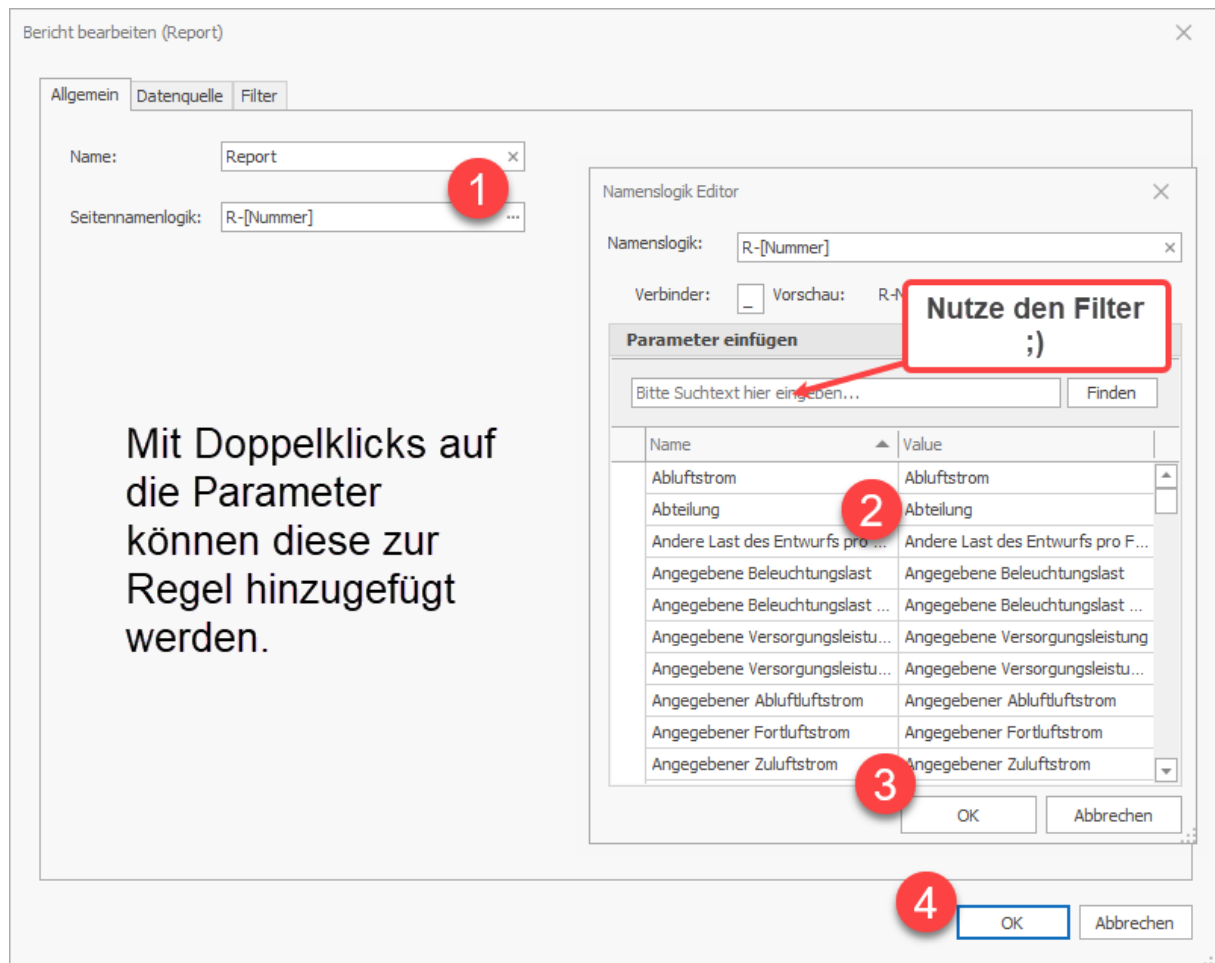 Bericht bearbeiten (Report)
Allgemein Datenquelle Filter
Name: Report
1
Seitennamenlogik: R-[Nummer] ...
Mit Doppelklicks auf
die Parameter
können diese zur
Regel hinzugefügt
werden.
Namenslogik Editor
Namenslogik: R-[Nummer]
Verbinder: _ Vorschau:
Nutze den Filter
;)
Parameter einfügen
Bitte Suchtext hier eingeben... Finden
Name Value
Abluftstrom Abluftstrom
Abteilung Abteilung
2
Andere Last des Entwurfs pro ... Andere Last des Entwurfs pro F...
Angegebene Beleuchtungslast Angegebene Beleuchtungslast
Angegebene Beleuchtungslast ... Angegebene Beleuchtungslast ...
Angegebene Versorgungsleistu... Angegebene Versorgungsleistung
Angegebene Versorgungsleistu... Angegebene Versorgungsleistu...
Angegebener Abluftluftstrom Angegebener Abluftluftstrom
Angegebener Fortluftstrom Angegebener Fortluftstrom
Angegebener Zuluftstrom Angegebener Zuluftstrom
3
OK Abbrechen
4
OK Abbrechen